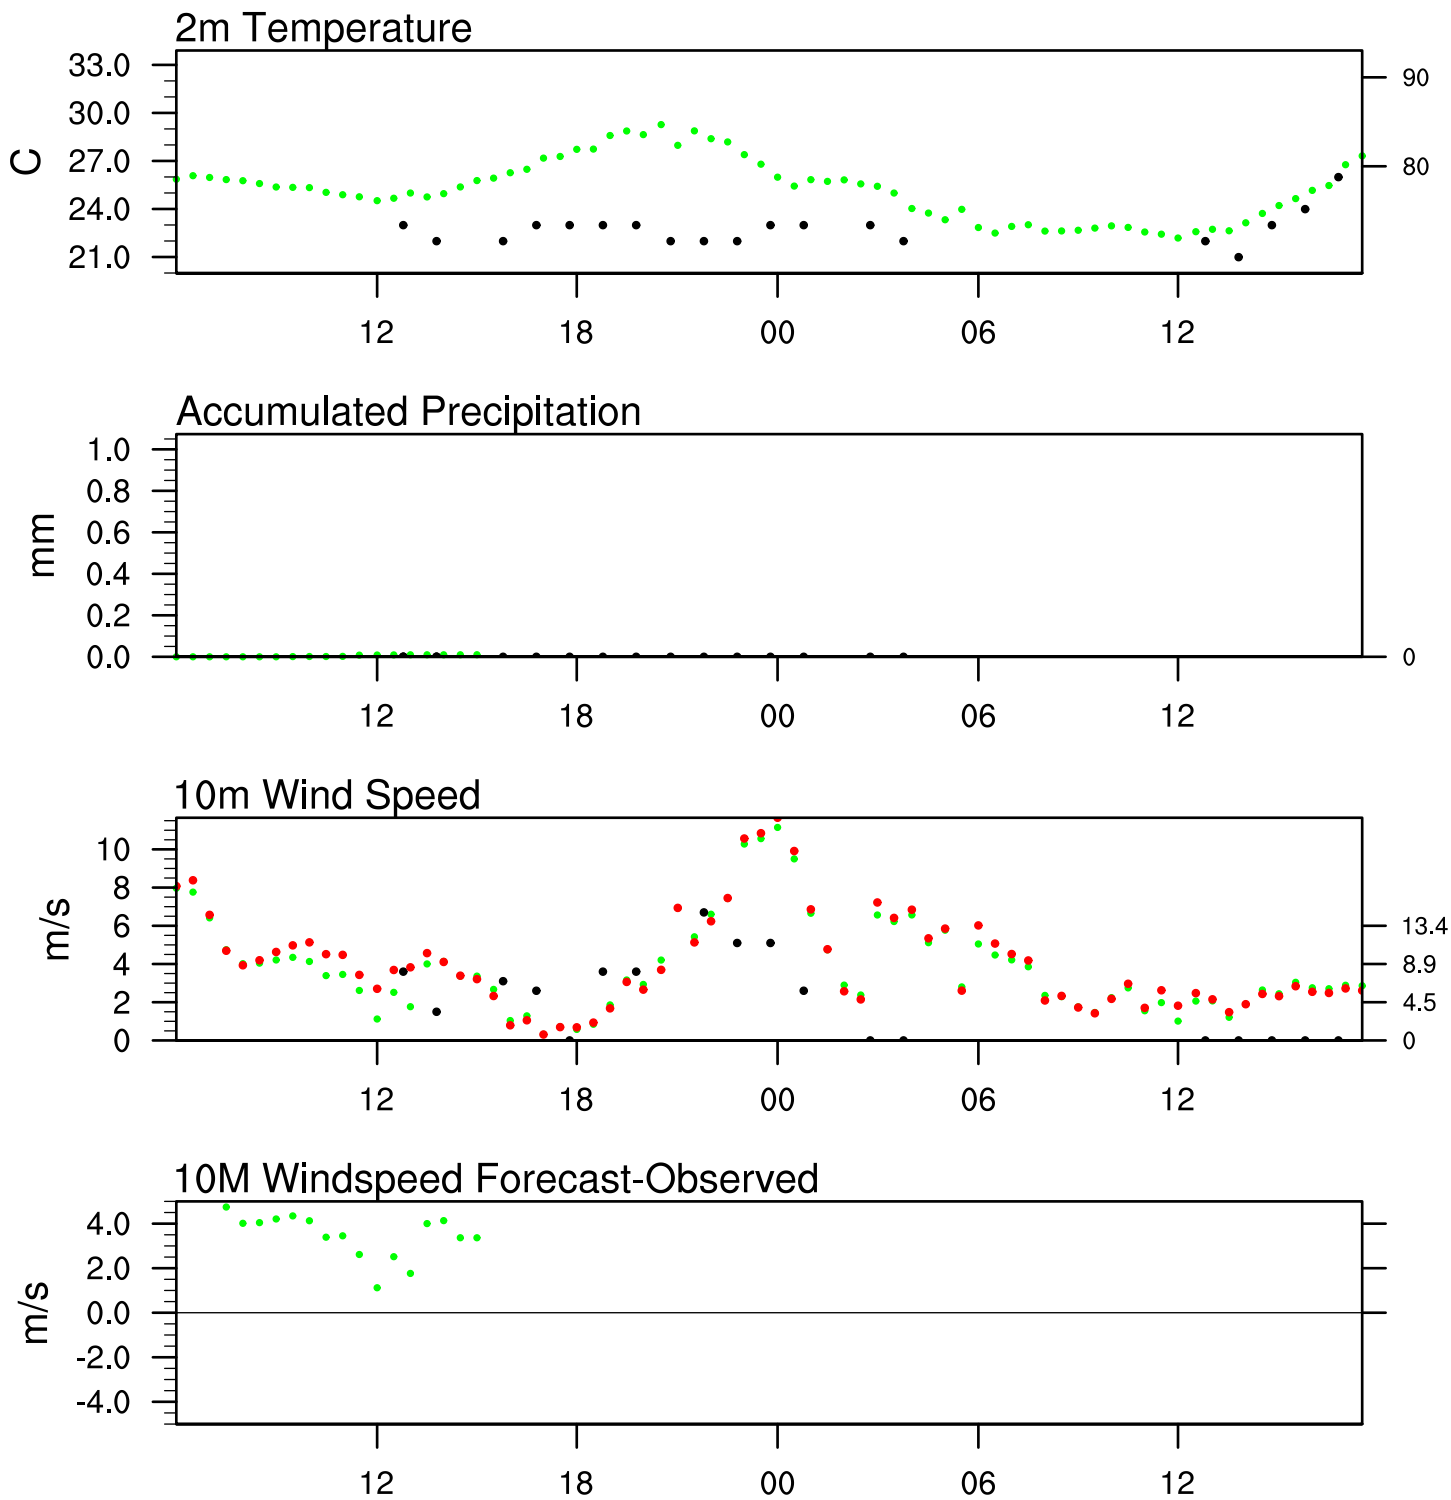 2m Temperature
33.0
30.0
27.0
24.0
21.0
C
90
80
12 18 00 06 12
Accumulated Precipitation
1.0
0.8
0.6
0.4
0.2
0.0
mm
0
12 18 00 06 12
10m Wind Speed
10
8
6
4
2
0
m/s
13.4
8.9
4.5
0
12 18 00 06 12
10M Windspeed Forecast-Observed
4.0
2.0
0.0
-2.0
-4.0
m/s
12 18 00 06 12